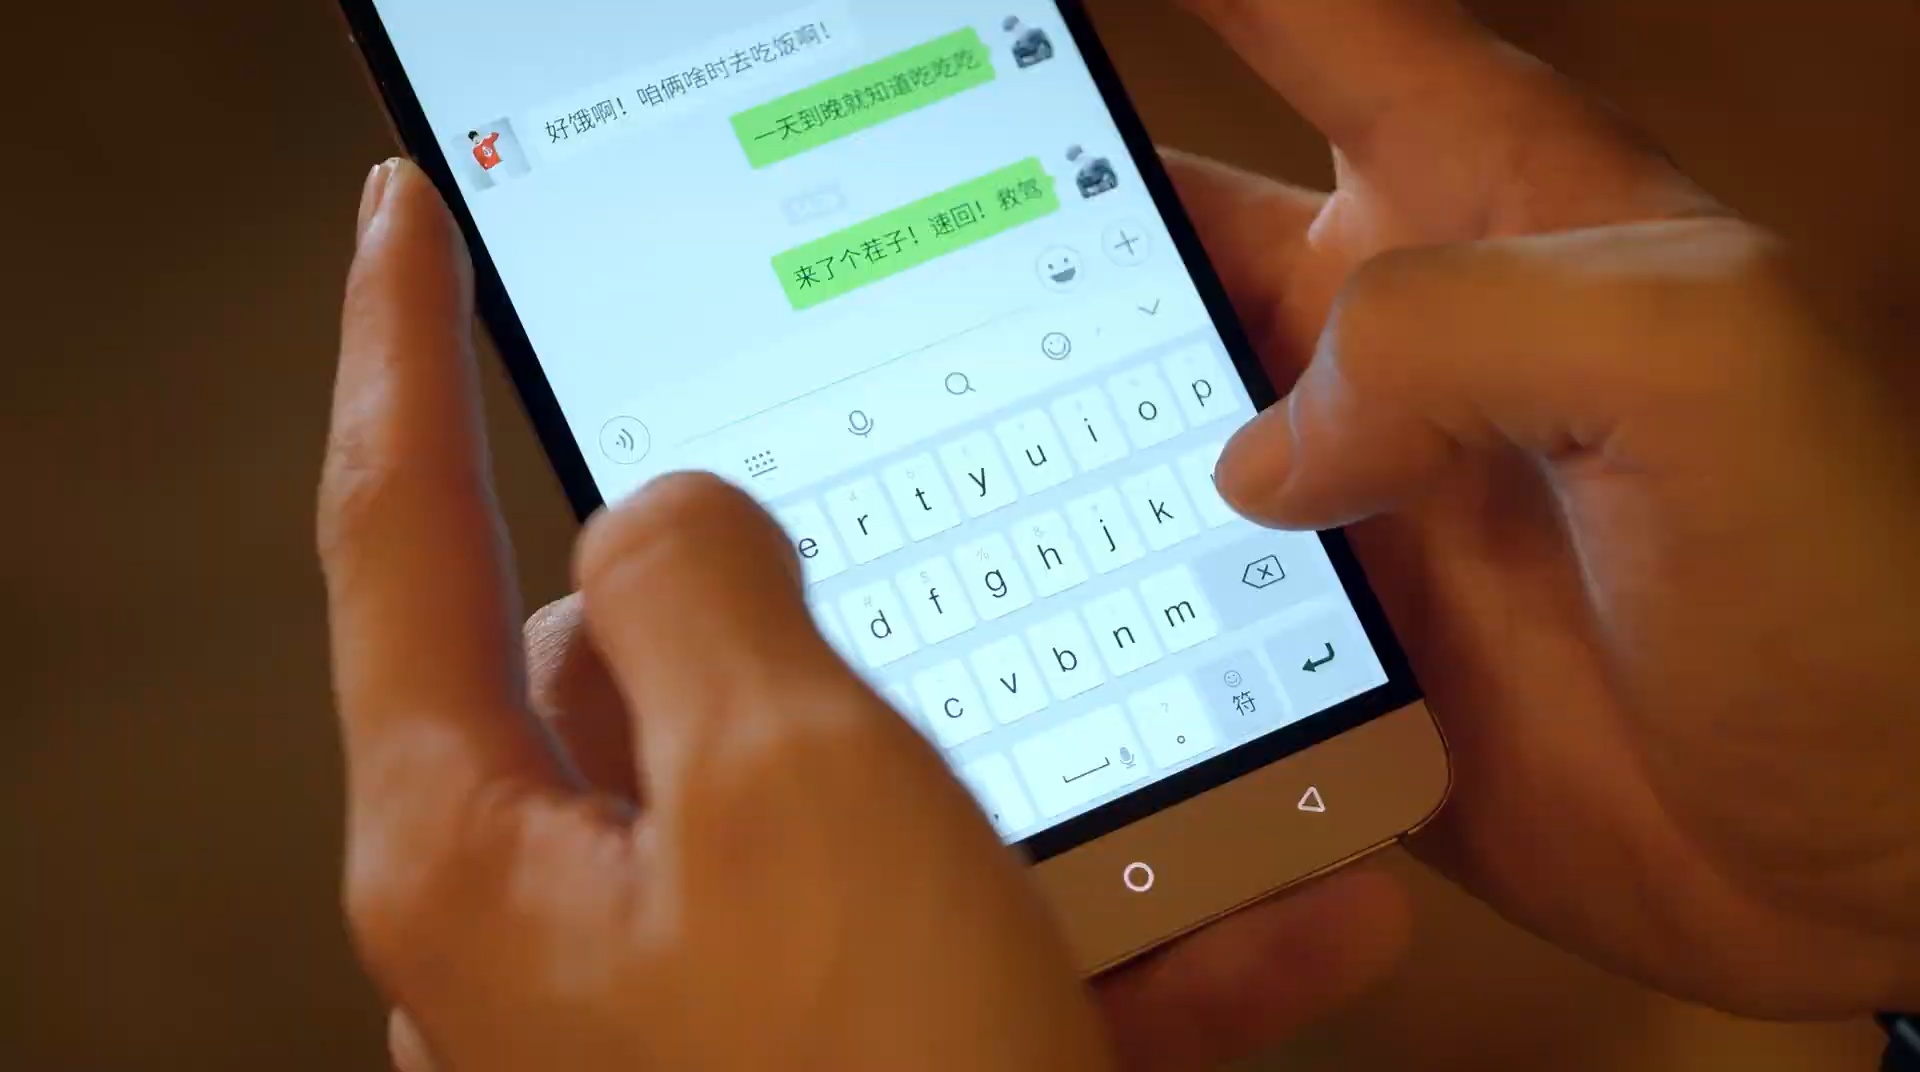 好饿啊！咱俩啥时去吃饭啊！
一天到晚就知道吃吃吃
来了个茬子！速回！救驾
e r t y u i o p
d f g h j k
c v b n m
， 。 符